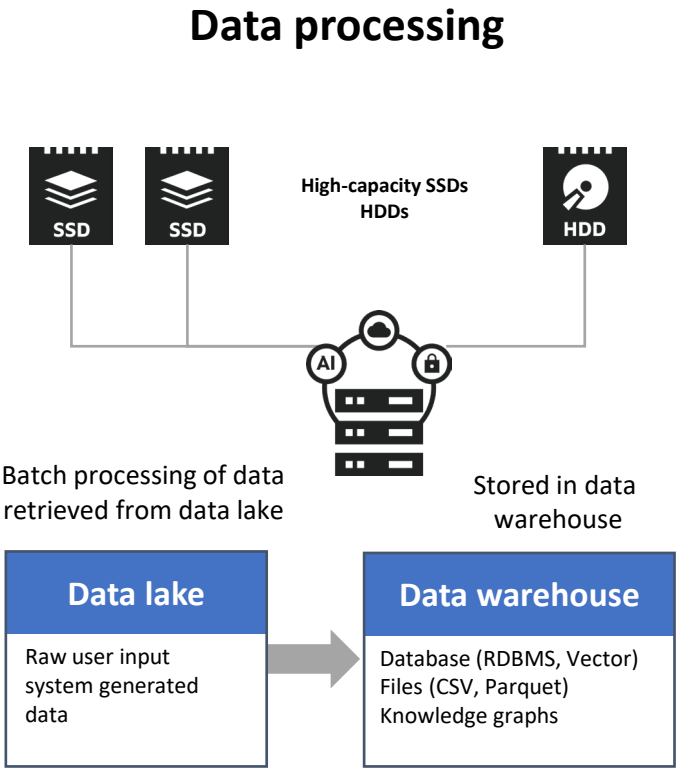 Data processing
SSD
SSD
High-capacity SSDs
HDDs
HDD
AI
Batch processing of data
retrieved from data lake
Stored in data
warehouse
Data lake
Raw user input
system generated
data
Data warehouse
Database (RDBMS, Vector)
Files (CSV, Parquet)
Knowledge graphs